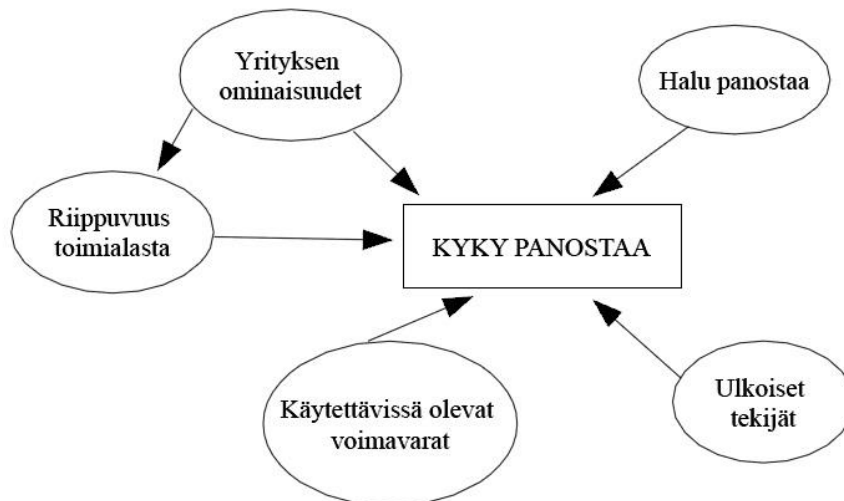 Yrityksen
ominaisuudet
Halu panostaa
Riippuvuus
toimialasta
KYKY PANOSTAA
Käytettävissä olevat
voimavarat
Ulkoiset
tekijät